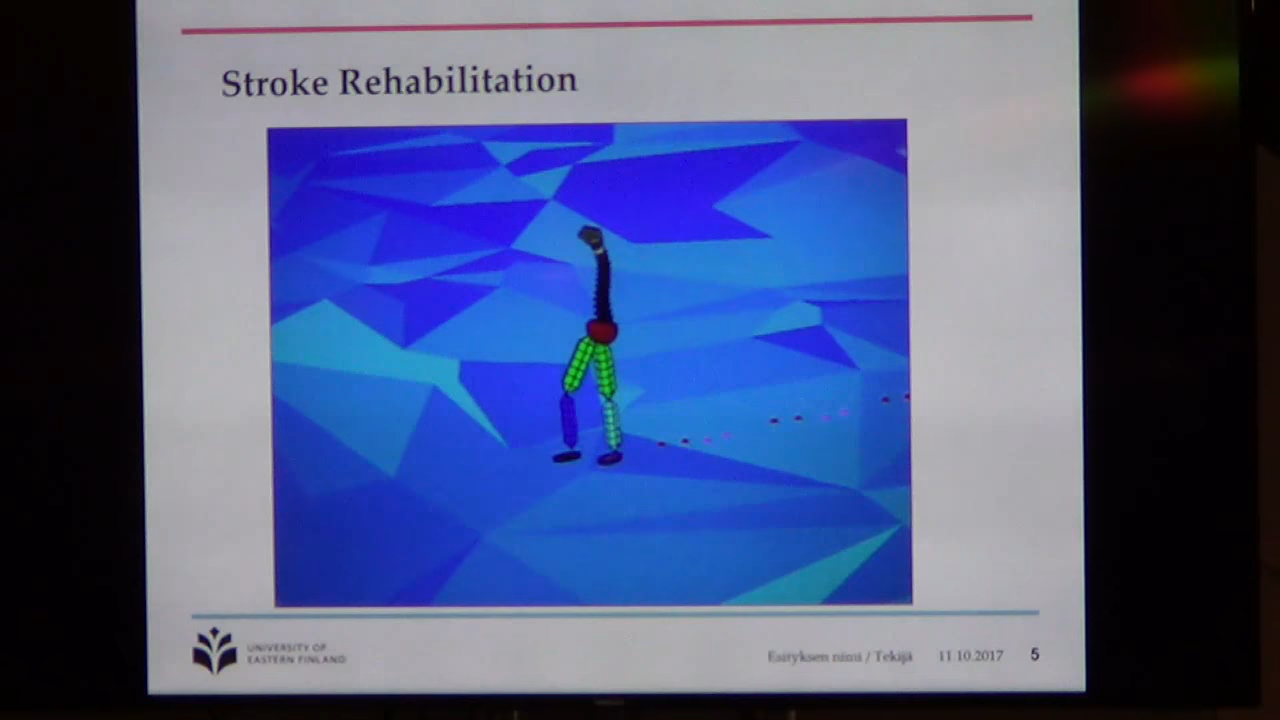 Stroke Rehabilitation
UNIVERSITY OF
EASTERN FINLAND
Esityksen nimi / Tekijä 11.10.2017 5